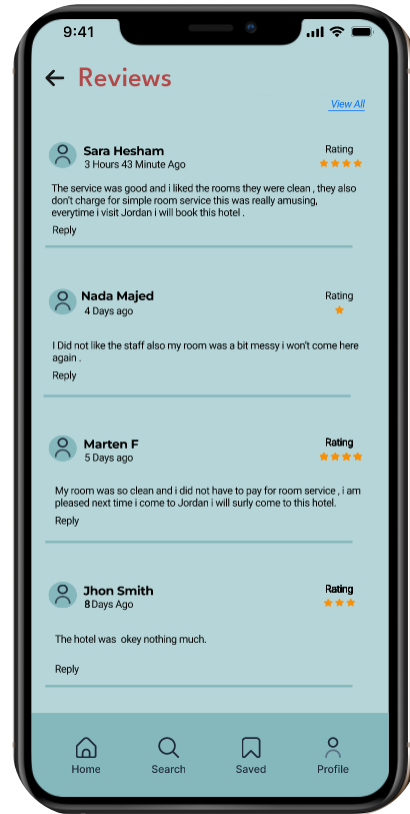 9:41
Reviews
View All
Sara Hesham
Rating
3 Hours 43 Minute Ago
The service was good and i liked the rooms they were clean , they also
don't charge for simple room service this was really amusing,
everytime i visit Jordan i will book this hotel .
Reply
Nada Majed
Rating
4 Days ago
I Did not like the staff also my room was a bit messy i won't come here
again .
Reply
Marten F
Rating
5 Days ago
My room was so clean and i did not have to pay for room service , i am
pleased next time i come to Jordan i will surly come to this hotel.
Reply
Jhon Smith
Rating
8 Days Ago
The hotel was okey nothing much.
Reply
Home
Search
Saved
Profile